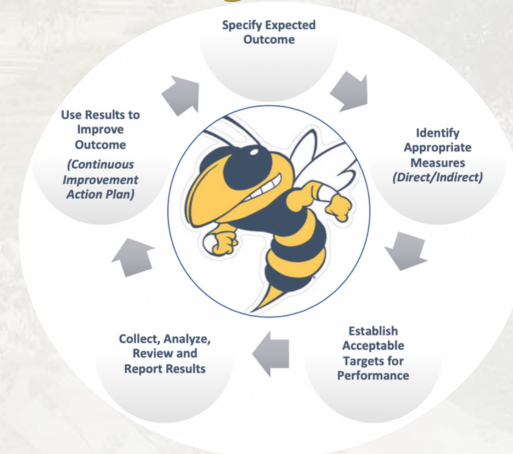 Specify Expected
Outcome
Identify
Appropriate
Measures
(Direct/Indirect)
Establish
Acceptable
Targets for
Performance
Collect, Analyze,
Review and
Report Results
Use Results to
Improve
Outcome
(Continuous
Improvement
Action Plan)